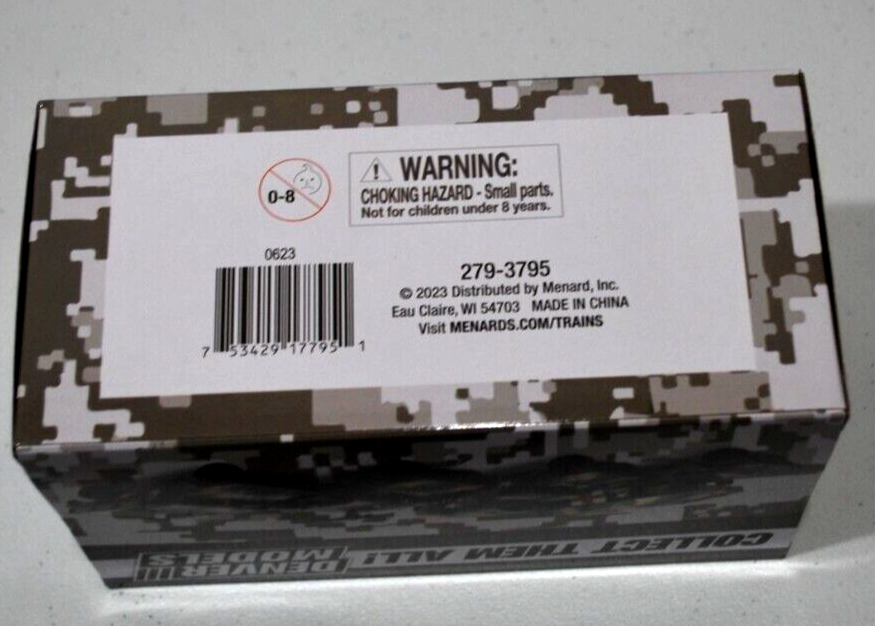 0-8
WARNING:
CHOKING HAZARD - Small parts.
Not for children under 8 years.
0623
7 53429 17795 1
279-3795
© 2023 Distributed by Menard, Inc.
Eau Claire, WI 54703 MADE IN CHINA
Visit MENARDS.COM/TRAINS
COLLECT THEM ALL!
DENVER
MODELS